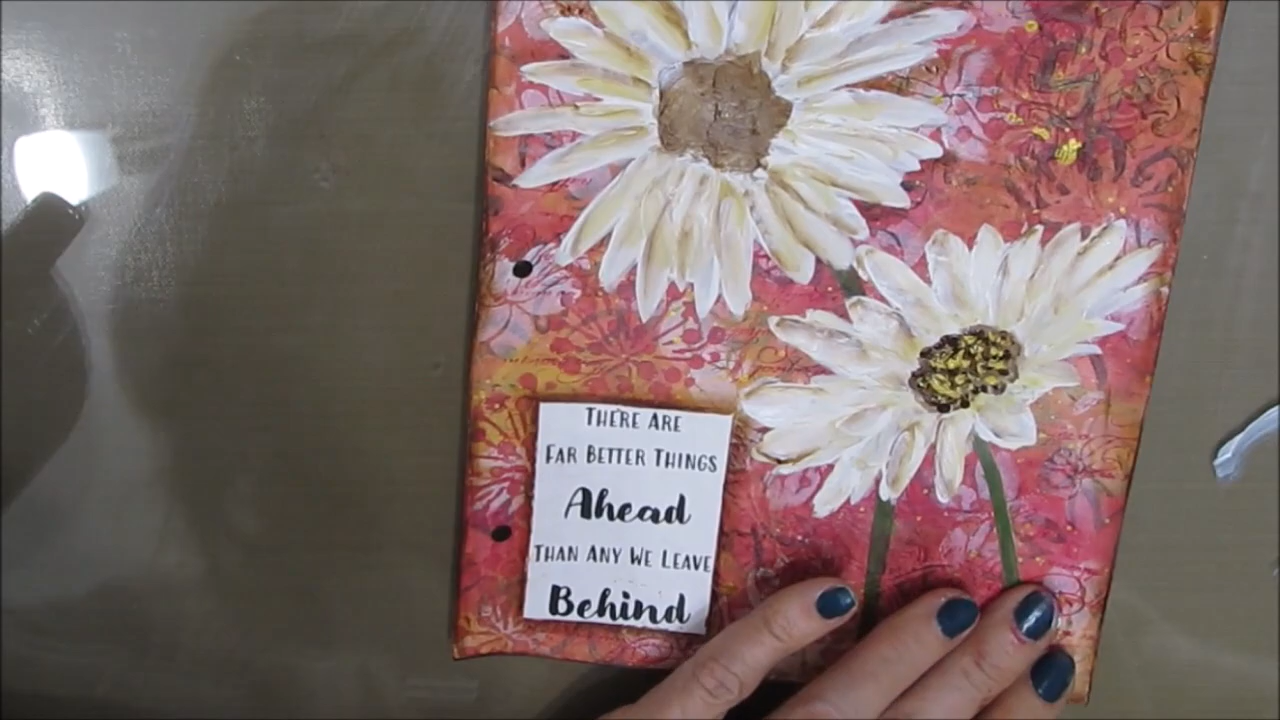 There Are
Far Better Things
Ahead
Than Any We Leave
Behind